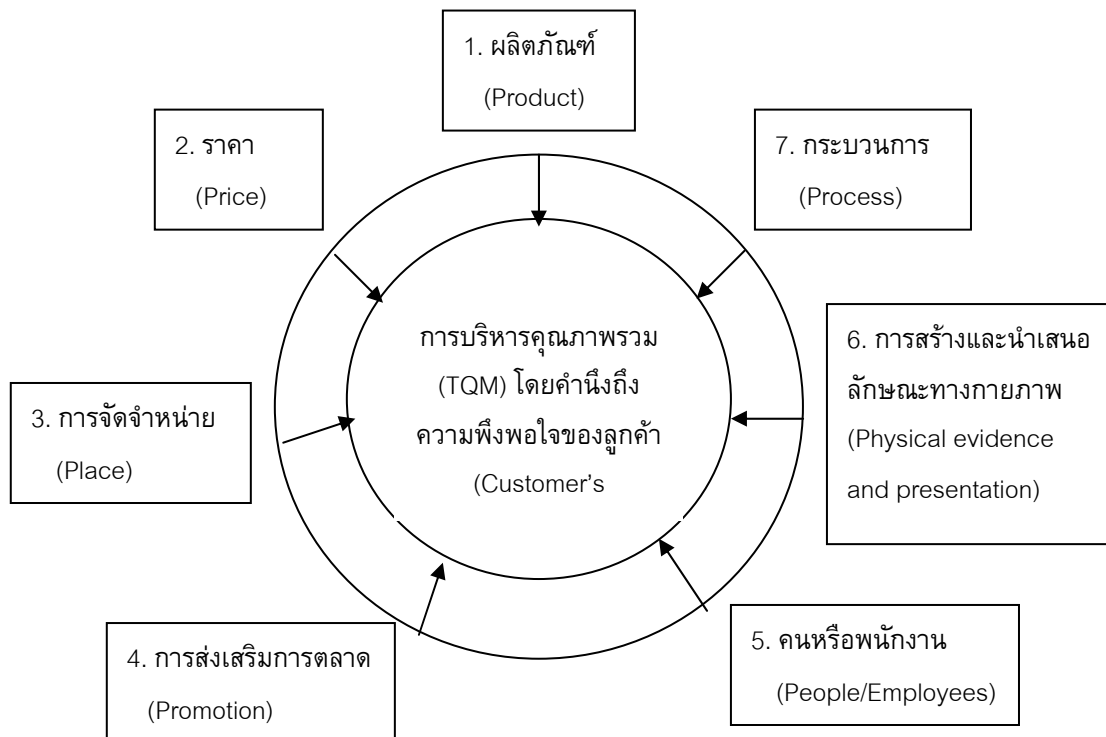 1. ผลิตภัณฑ์
(Product)
2. ราคา
(Price)
3. การจัดจำหน่าย
(Place)
4. การส่งเสริมการตลาด
(Promotion)
5. คนหรือพนักงาน
(People/Employees)
6. การสร้างและนำเสนอ
ลักษณะทางกายภาพ
(Physical evidence
and presentation)
7. กระบวนการ
(Process)
การบริหารคุณภาพรวม
(TQM) โดยคำนึงถึง
ความพึงพอใจของลูกค้า
(Customer’s